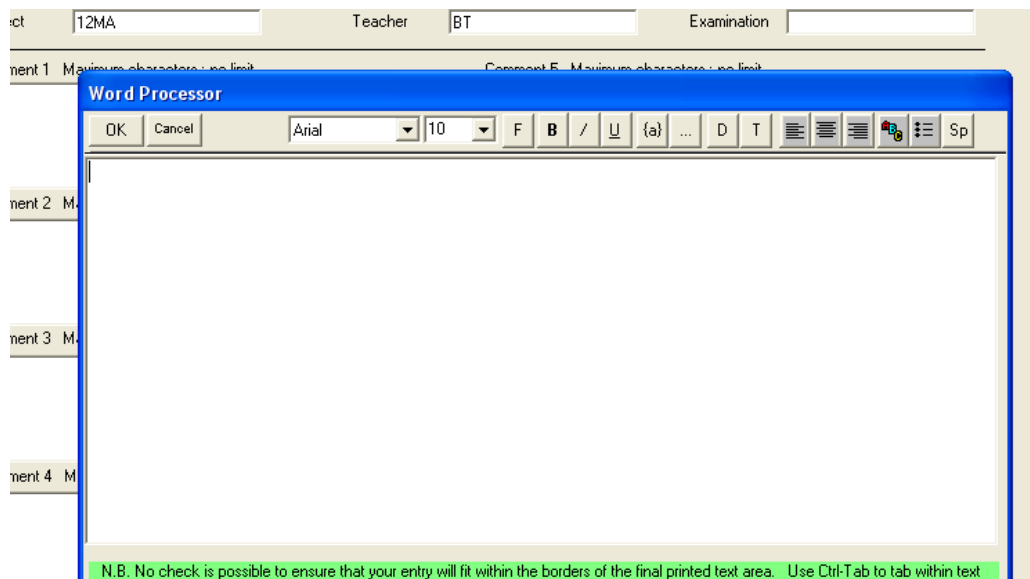 ect 12MA Teacher BT Examination
ment 1 Maximum characters : no limit Comment 5 Maximum characters : no limit
Word Processor
OK Cancel Arial 10 F B / U {a} ... D T ABC Sp
ment 2 M
ment 3 M
ment 4 M
N.B. No check is possible to ensure that your entry will fit within the borders of the final printed text area. Use Ctrl-Tab to tab within text